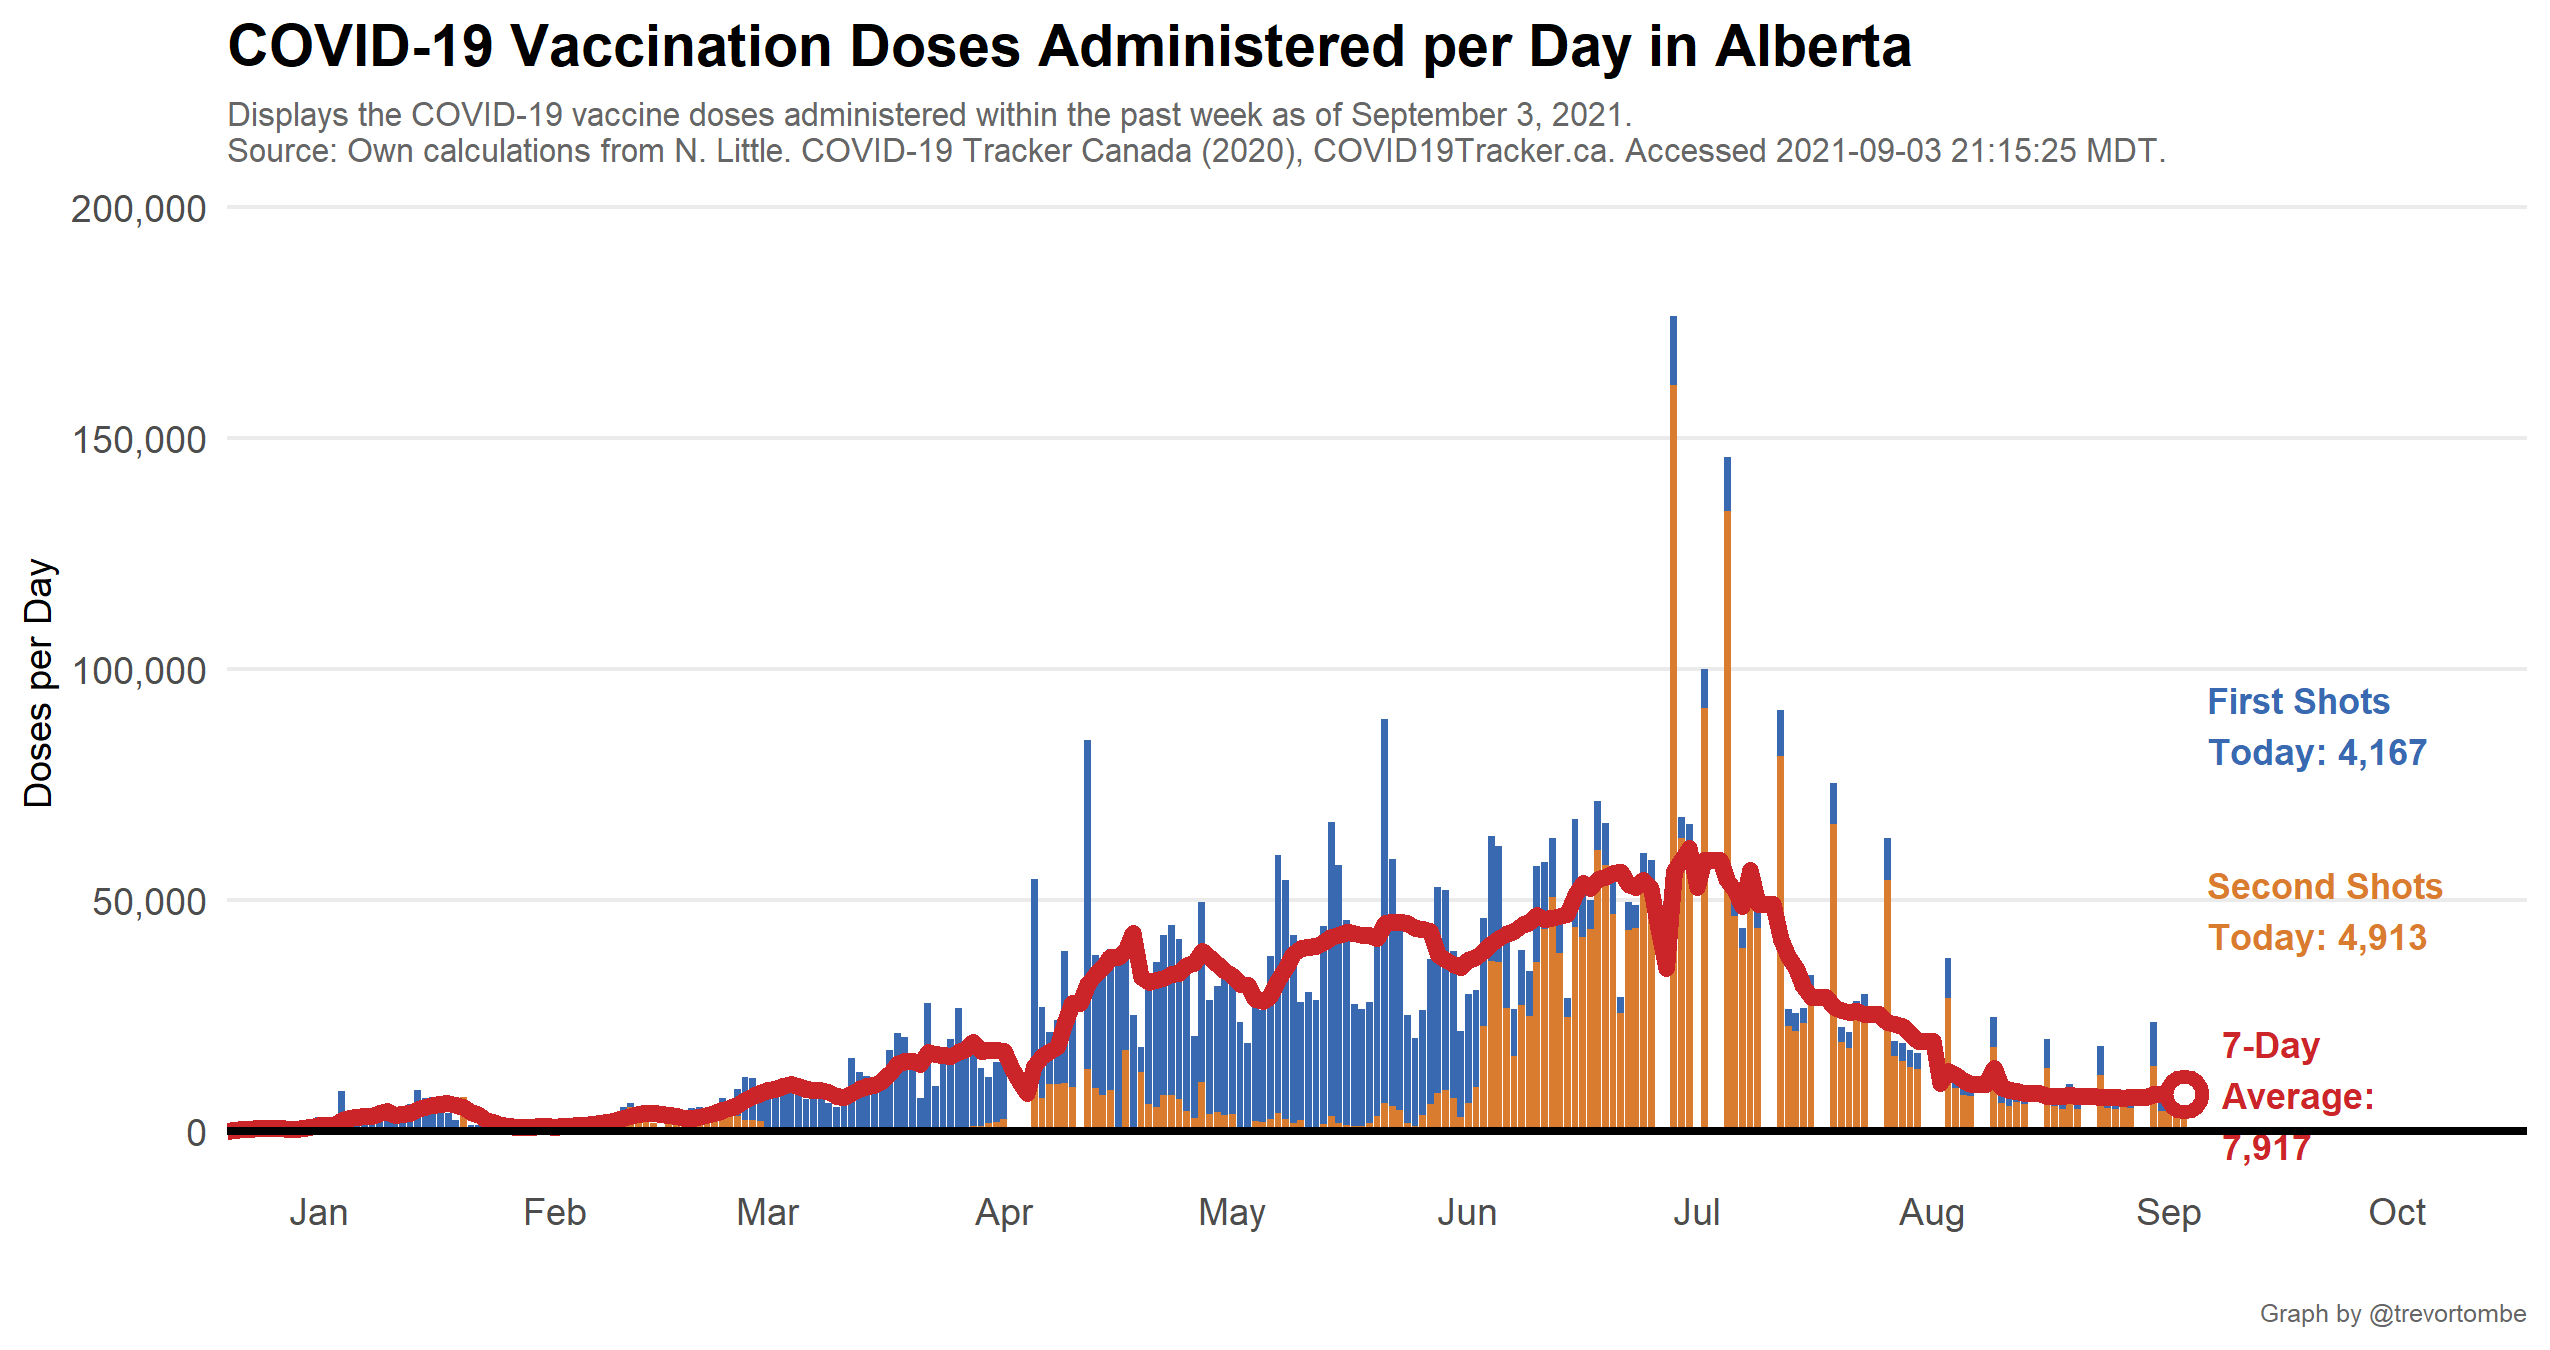 COVID-19 Vaccination Doses Administered per Day in Alberta
Displays the COVID-19 vaccine doses administered within the past week as of September 3, 2021.
Source: Own calculations from N. Little. COVID-19 Tracker Canada (2020), COVID19Tracker.ca. Accessed 2021-09-03 21:15:25 MDT.
200,000
150,000
100,000
50,000
0
Doses per Day
First Shots
Today: 4,167
Second Shots
Today: 4,913
7-Day
Average:
7,917
Jan Feb Mar Apr May Jun Jul Aug Sep Oct
Graph by @trevortombe